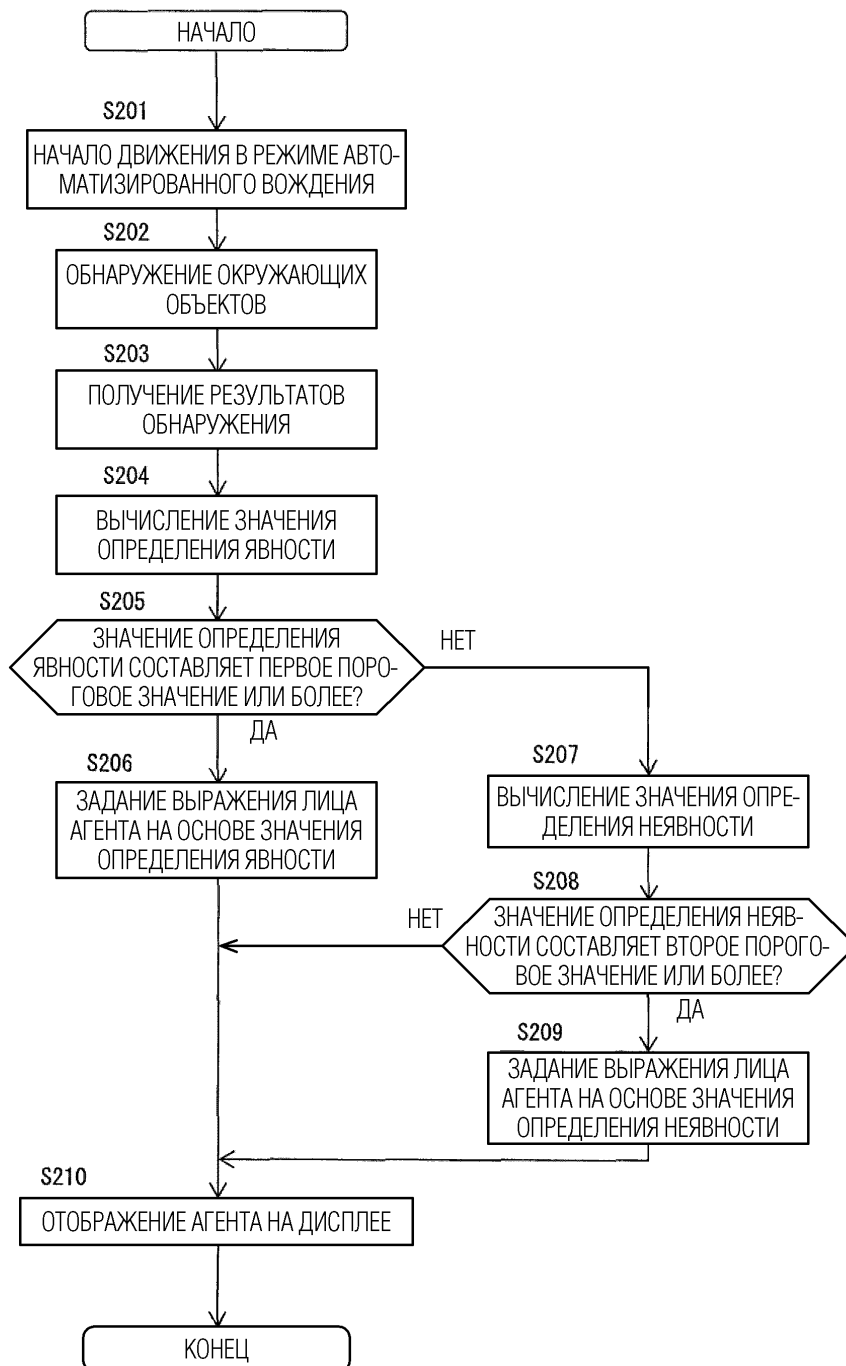 НАЧАЛО
S201
НАЧАЛО ДВИЖЕНИЯ В РЕЖИМЕ АВТО-
МАТИЗИРОВАННОГО ВОЖДЕНИЯ
S202
ОБНАРУЖЕНИЕ ОКРУЖАЮЩИХ
ОБЪЕКТОВ
S203
ПОЛУЧЕНИЕ РЕЗУЛЬТАТОВ
ОБНАРУЖЕНИЯ
S204
ВЫЧИСЛЕНИЕ ЗНАЧЕНИЯ
ОПРЕДЕЛЕНИЯ ЯВНОСТИ
S205
ЗНАЧЕНИЕ ОПРЕДЕЛЕНИЯ
ЯВНОСТИ СОСТАВЛЯЕТ ПЕРВОЕ ПОРО-
ГОВОЕ ЗНАЧЕНИЕ ИЛИ БОЛЕЕ?
НЕТ
ДА
S206
ЗАДАНИЕ ВЫРАЖЕНИЯ ЛИЦА
АГЕНТА НА ОСНОВЕ ЗНАЧЕНИЯ
ОПРЕДЕЛЕНИЯ ЯВНОСТИ
S207
ВЫЧИСЛЕНИЕ ЗНАЧЕНИЯ ОПРЕ-
ДЕЛЕНИЯ НЕЯВНОСТИ
S208
ЗНАЧЕНИЕ ОПРЕДЕЛЕНИЯ НЕЯВ-
НОСТИ СОСТАВЛЯЕТ ВТОРОЕ ПОРОГО-
ВОЕ ЗНАЧЕНИЕ ИЛИ БОЛЕЕ?
НЕТ
ДА
S209
ЗАДАНИЕ ВЫРАЖЕНИЯ ЛИЦА
АГЕНТА НА ОСНОВЕ ЗНАЧЕНИЯ
ОПРЕДЕЛЕНИЯ НЕЯВНОСТИ
S210
ОТОБРАЖЕНИЕ АГЕНТА НА ДИСПЛЕЕ
КОНЕЦ